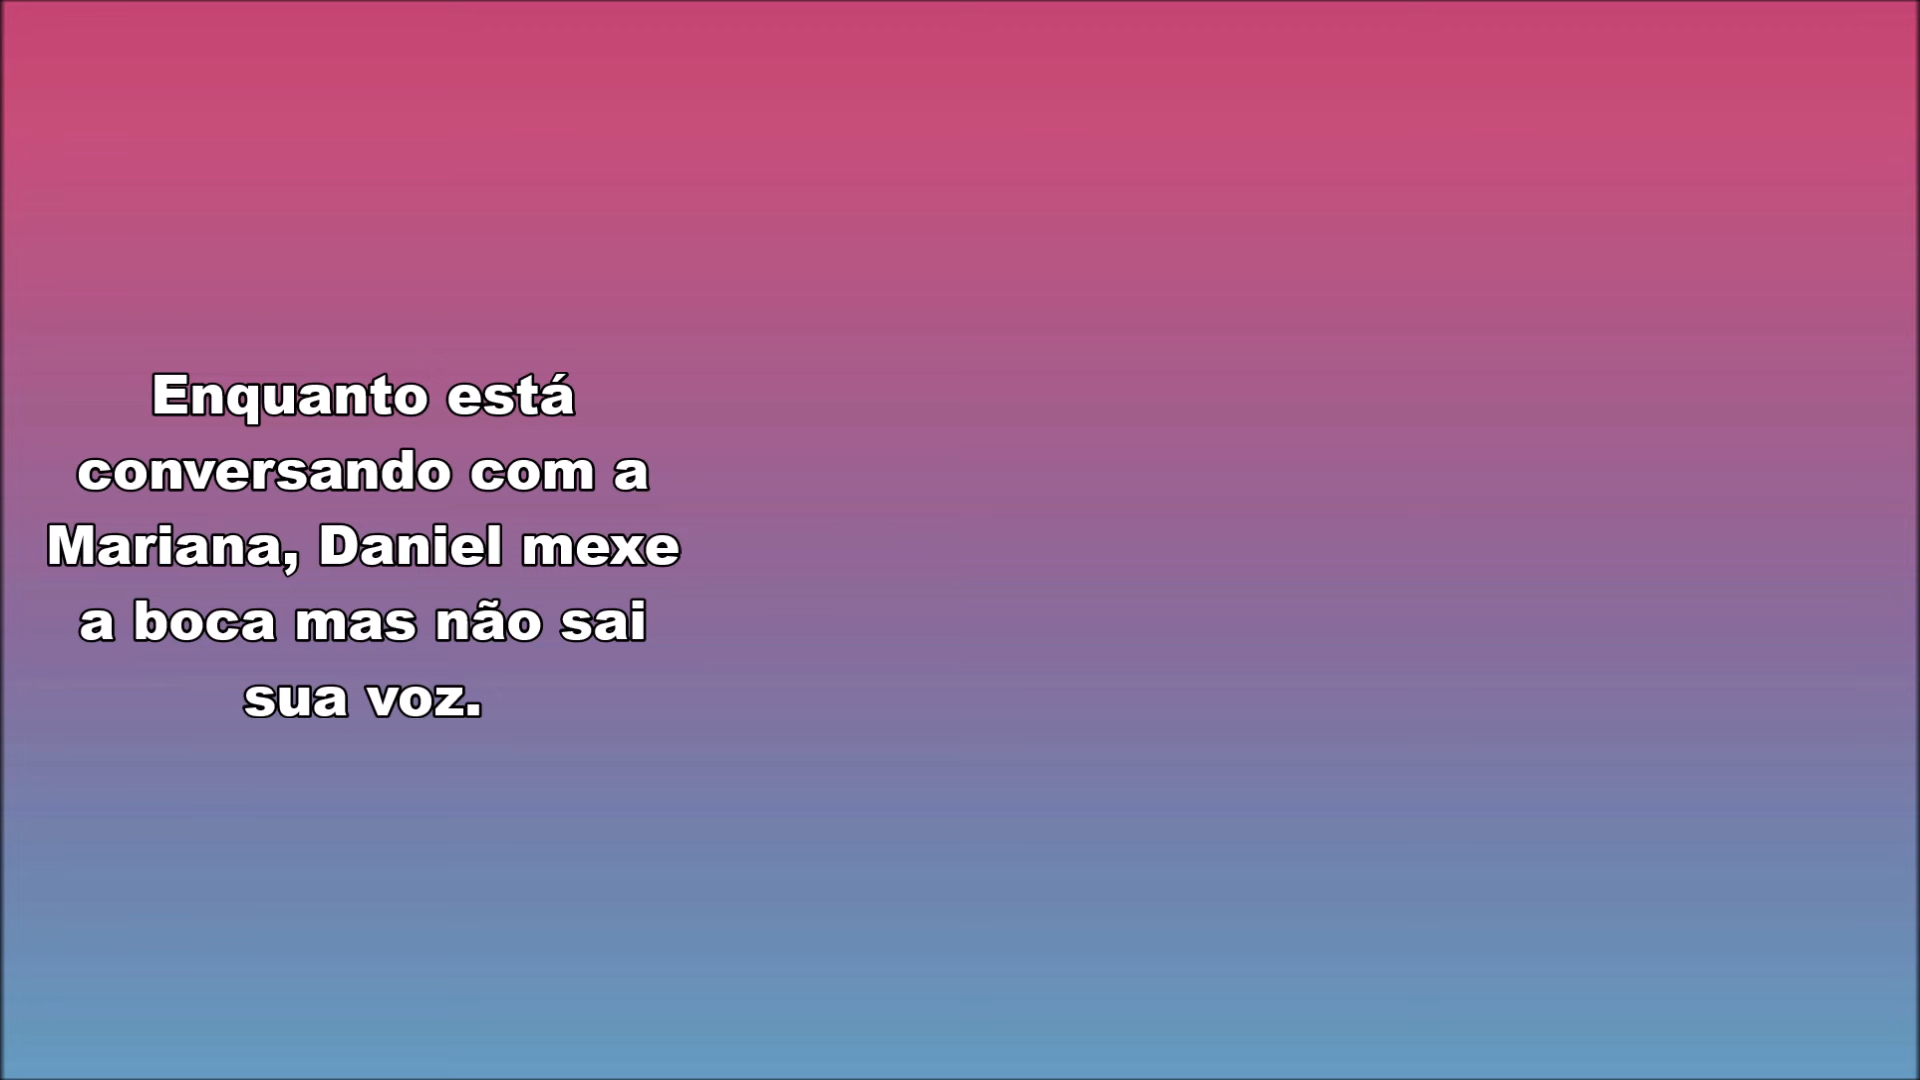 Enquanto está
conversando com a
Mariana, Daniel mexe
a boca mas não sai
sua voz.